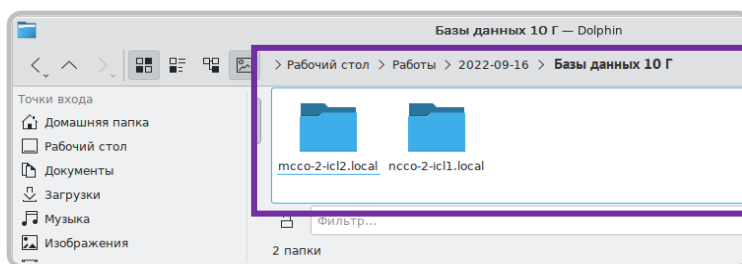 Базы данных 10 Г — Dolphin
> Рабочий стол > Работы > 2022-09-16 > Базы данных 10 Г
Точки входа
Домашняя папка
Рабочий стол
Документы
Загрузки
Музыка
Изображения
mcco-2-icl2.local
ncco-2-icl1.local
Фильтр...
2 папки